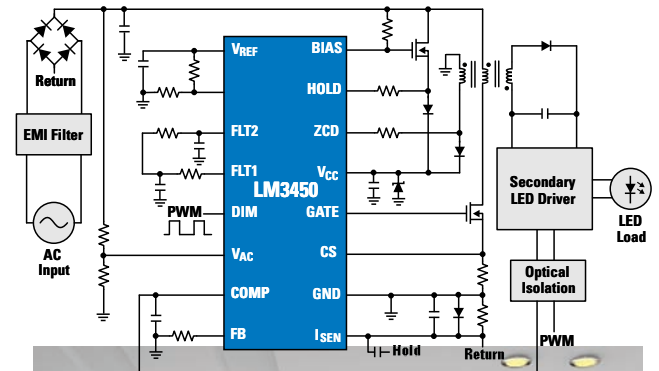 Return
EMI Filter
AC
Input
VREF
FLT2
FLT1
PWM
DIM
VAC
COMP
FB
LM3450
BIAS
HOLD
ZCD
VCC
GATE
CS
GND
ISEN
Hold
Return
Secondary
LED Driver
LED
Load
Optical
Isolation
PWM